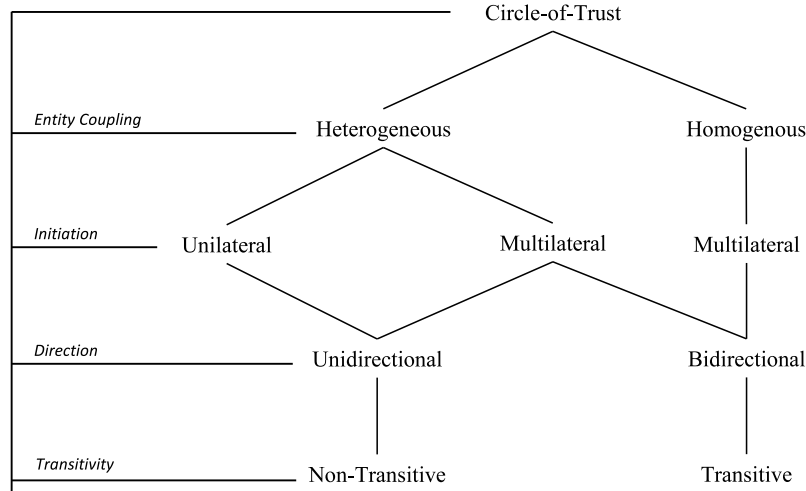 Circle-of-Trust
Entity Coupling
Heterogeneous
Homogenous
Initiation
Unilateral
Multilateral
Multilateral
Direction
Unidirectional
Bidirectional
Transitivity
Non-Transitive
Transitive